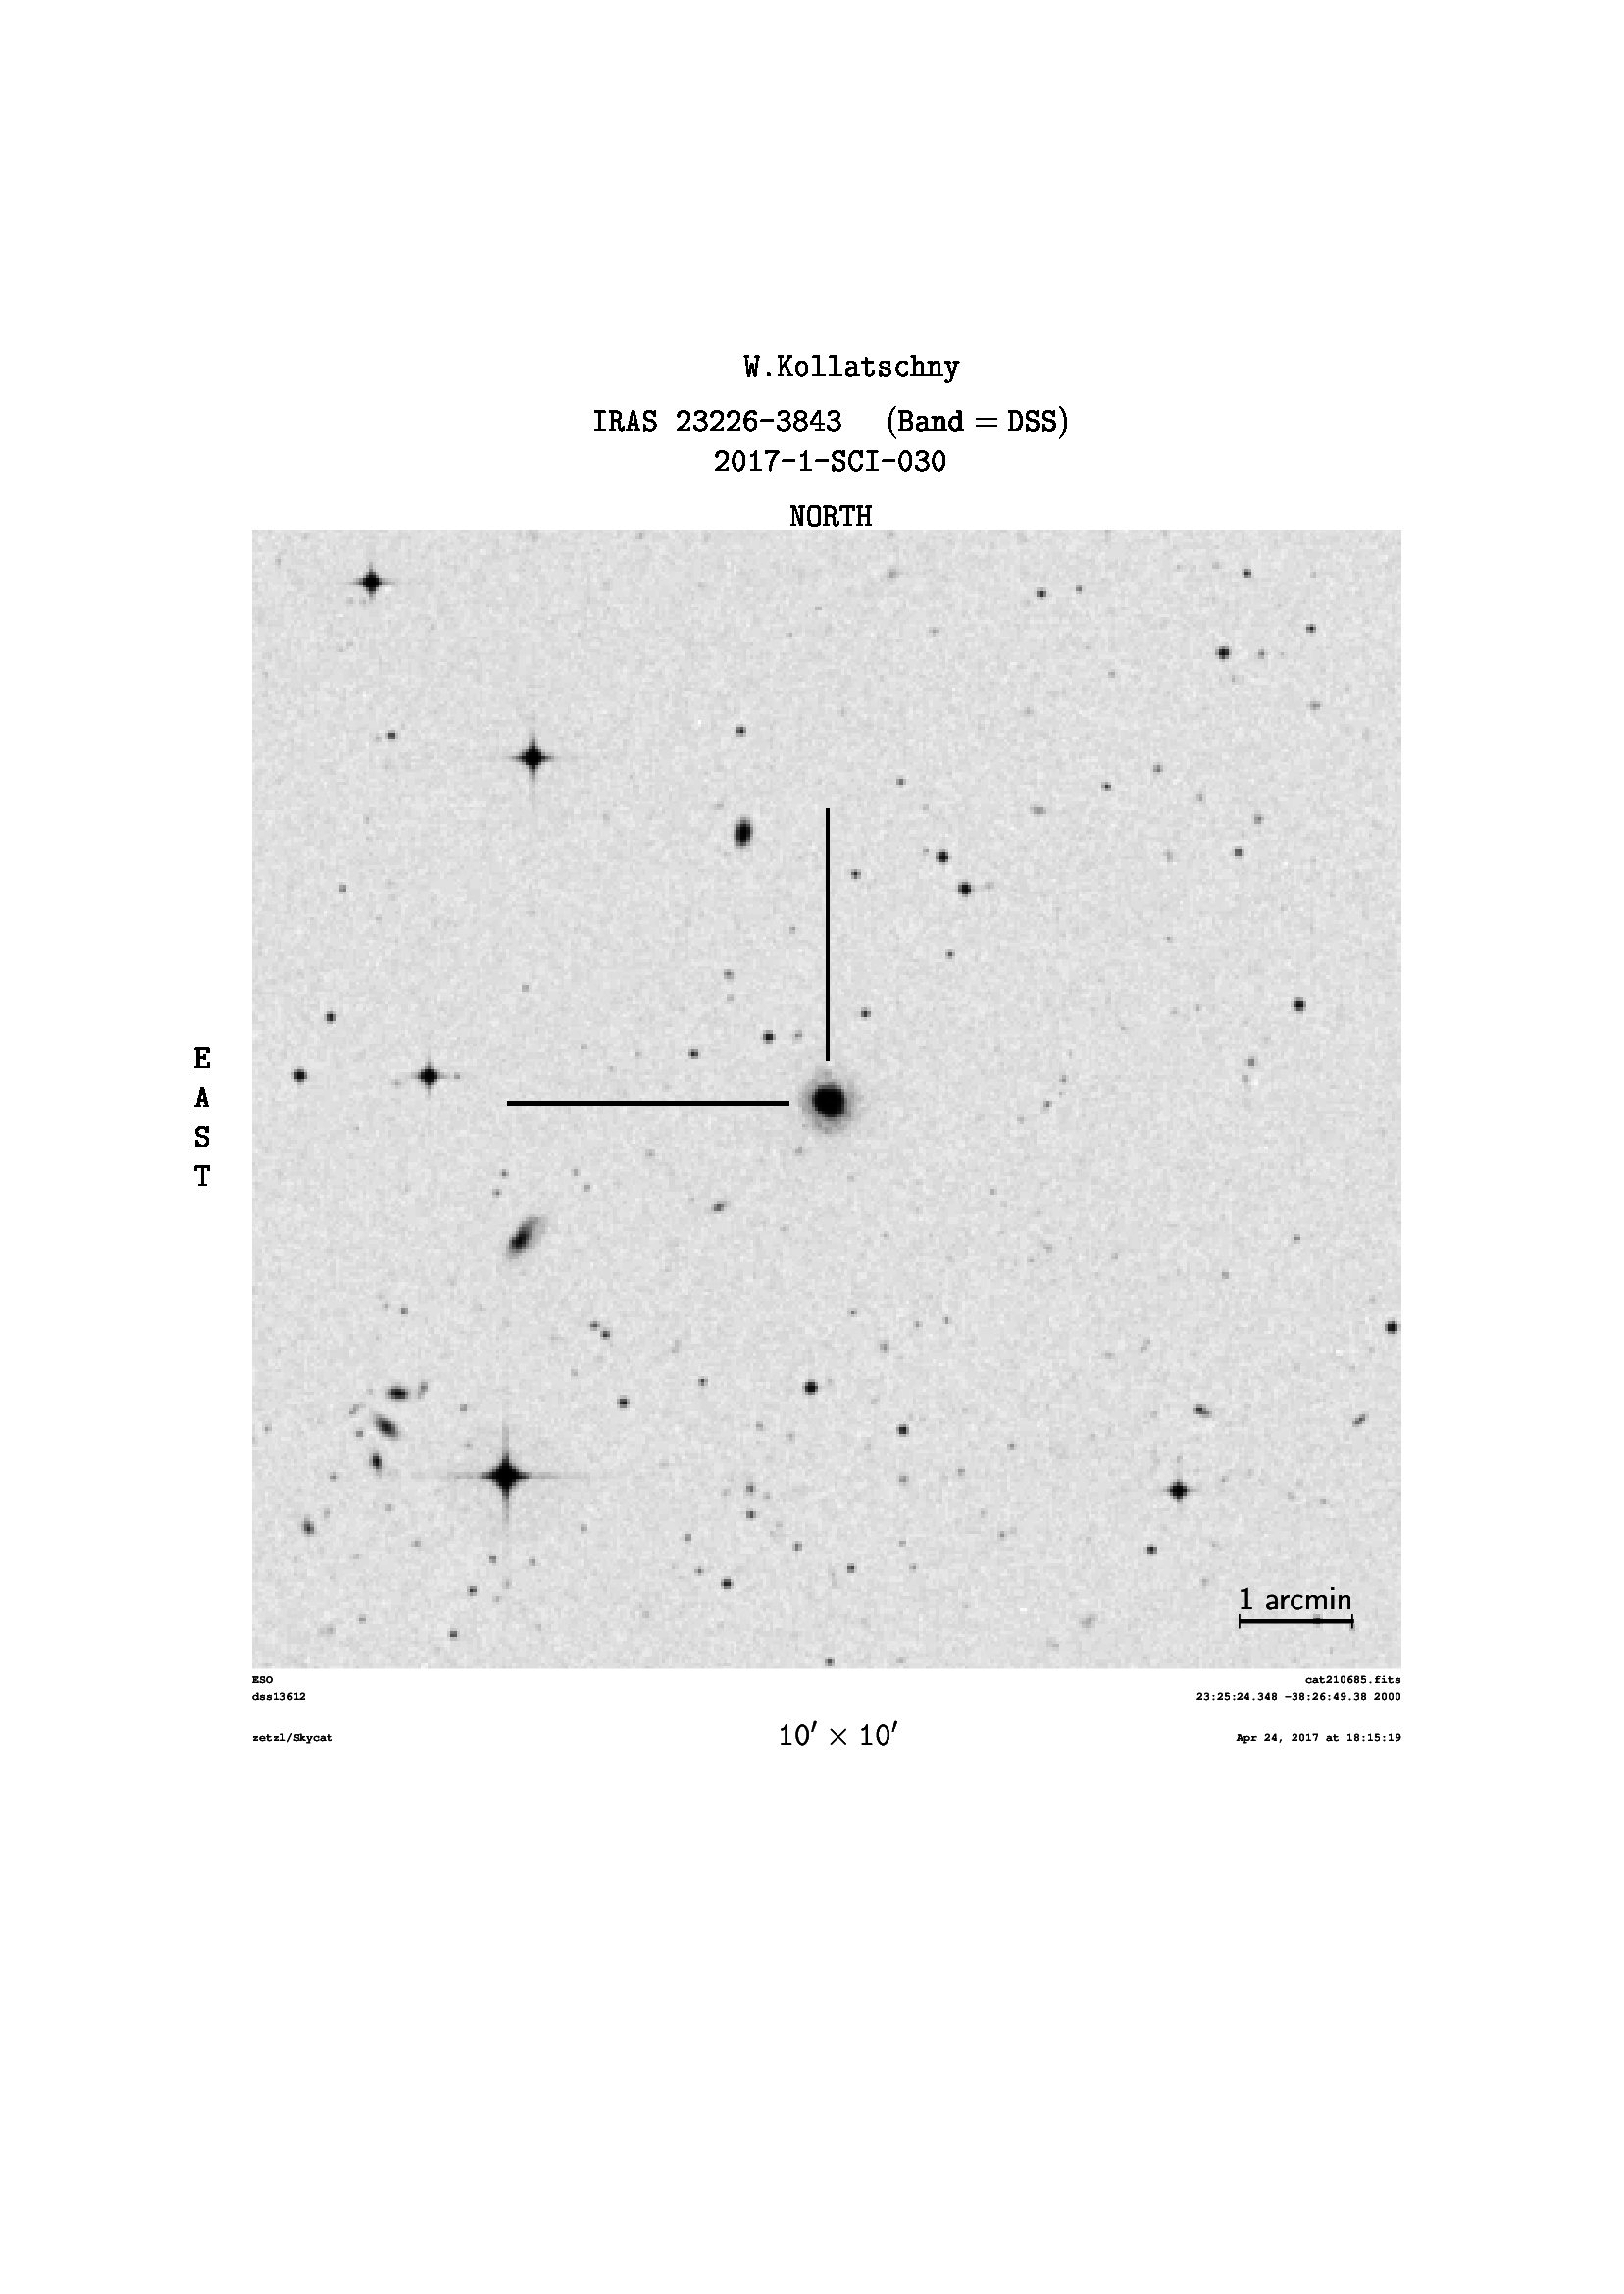 W.Kollatschny
IRAS 23226-3843 (Band = DSS)
2017-1-SCI-030
NORTH
E
A
S
T
1 arcmin
ESO
cat210685.fits
dss13612
23:25:24.348 -38:26:49.38 2000
10′ × 10′
zetzl/Skycat
Apr 24, 2017 at 18:15:19